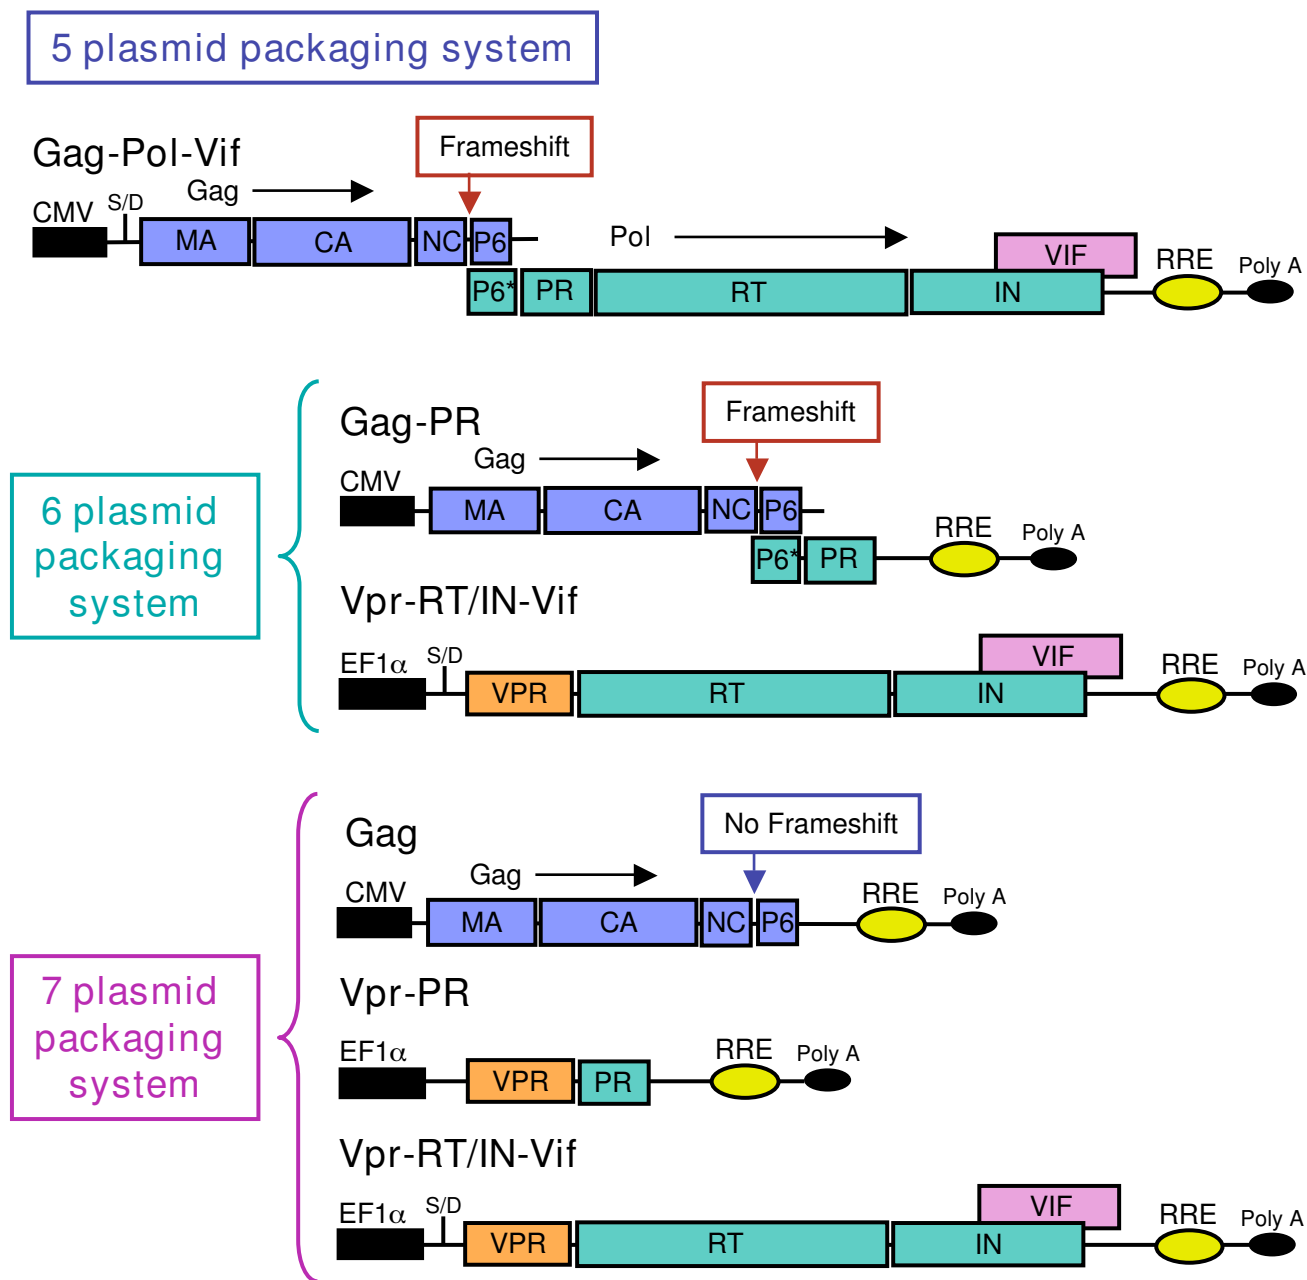 5 plasmid packaging system
Gag-Pol-Vif
Frameshift
Gag
CMV
S/D
MA
CA
NC
P6
Pol
VIF
RRE
Poly A
P6*
PR
RT
IN
6 plasmid
packaging
system
Gag-PR
Frameshift
Gag
CMV
MA
CA
NC
P6
RRE
Poly A
P6*
PR
Vpr-RT/IN-Vif
EF1α
S/D
VIF
RRE
Poly A
VPR
RT
IN
7 plasmid
packaging
system
Gag
No Frameshift
Gag
CMV
RRE
Poly A
MA
CA
NC
P6
Vpr-PR
EF1α
RRE
Poly A
VPR
PR
Vpr-RT/IN-Vif
EF1α
S/D
VIF
RRE
Poly A
VPR
RT
IN